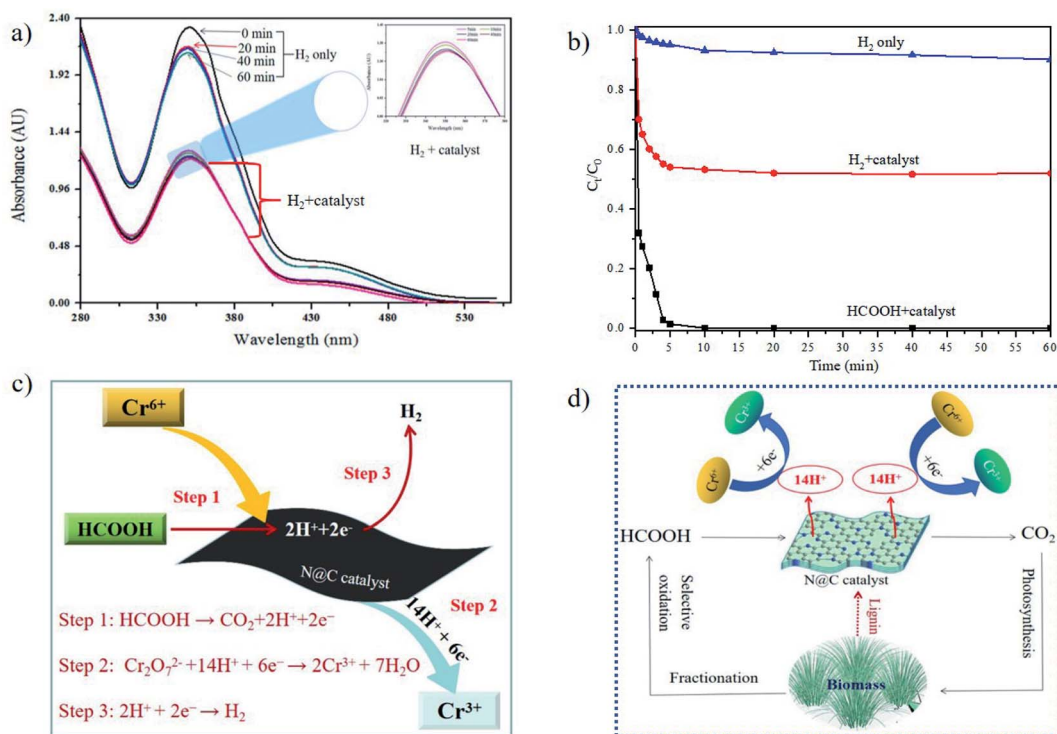 a)
2.40
1.92
1.44
0.96
0.48
0.00
Absorbance (AU)
280
330
380
430
480
530
Wavelength (nm)
0 min
20 min
40 min
60 min
H₂ only
H₂+catalyst
Absorbance (AU)
Wavelength (nm)
H₂ + catalyst
b)
1.0
0.8
0.6
0.4
0.2
0.0
Cₜ/C₀
0
5
10
15
20
25
30
35
40
45
50
55
60
Time (min)
H₂ only
H₂+catalyst
HCOOH+catalyst
c)
Cr⁶⁺
H₂
Step 1
Step 3
HCOOH
2H⁺+2e⁻
N@C catalyst
Step 2
14H⁺ + 6e⁻
Step 1: HCOOH → CO₂+2H⁺+2e⁻
Step 2: Cr₂O₇²⁻ +14H⁺ + 6e⁻ → 2Cr³⁺ + 7H₂O
Step 3: 2H⁺ + 2e⁻ → H₂
Cr³⁺
d)
Cr³⁺
Cr⁶⁺
+6e⁻
+6e⁻
Cr⁶⁺
14H⁺
14H⁺
Cr³⁺
HCOOH
CO₂
N@C catalyst
Selective
oxidation
Lignin
Photosynthesis
Fractionation
Biomass